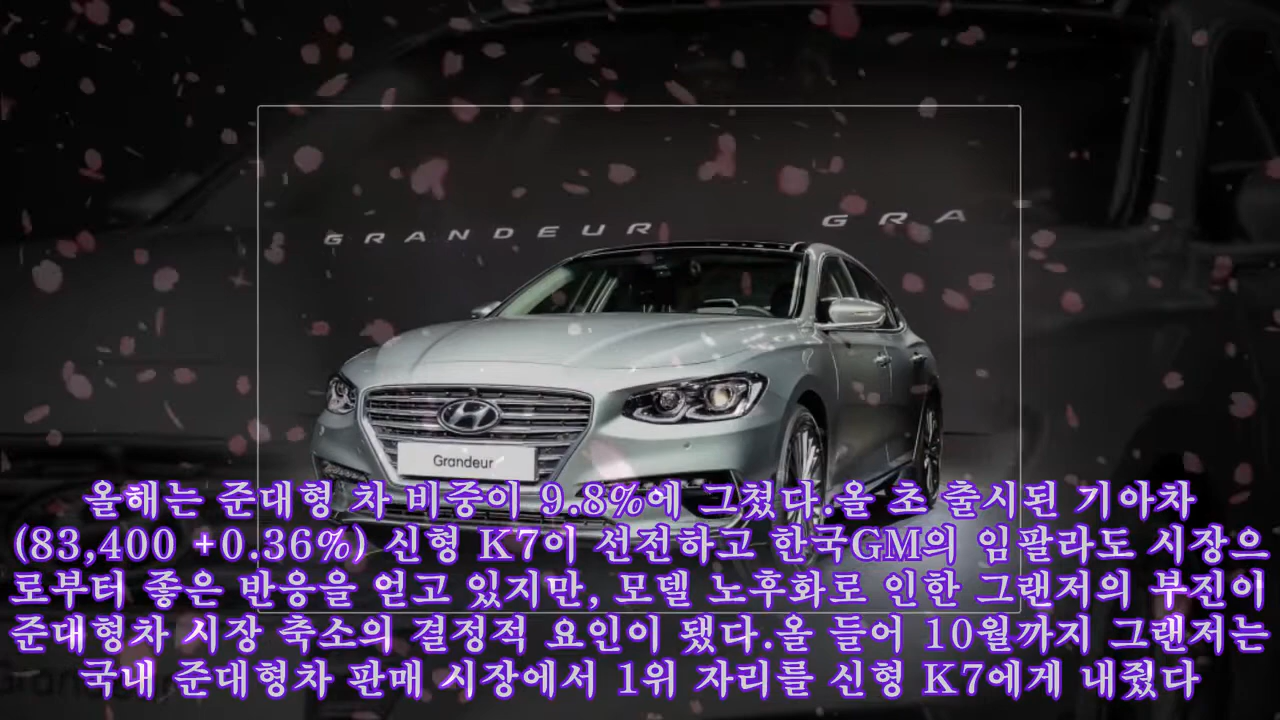 GRANDEUR GRA
Grandeur
올해는 준대형 차 비중이 9.8%에 그쳤다.올 초 출시된 기아차
(83,400 +0.36%) 신형 K7이 선전하고 한국GM의 임팔라도 시장으
로부터 좋은 반응을 얻고 있지만, 모델 노후화로 인한 그랜저의 부진이
준대형차 시장 축소의 결정적 요인이 됐다.올 들어 10월까지 그랜저는
국내 준대형차 판매 시장에서 1위 자리를 신형 K7에게 내줬다